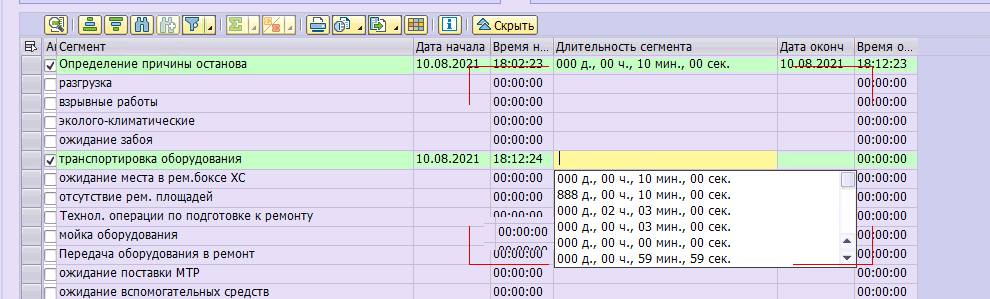 Скрыть
А Сегмент Дата начала Время н... Длительность сегмента Дата оконч Время о...
Определение причины останова 10.08.2021 18:02:23 000 д., 00 ч., 10 мин., 00 сек. 10.08.2021 18:12:23
разгрузка 00:00:00 00:00:00
взрывные работы 00:00:00 00:00:00
эколого-климатические 00:00:00 00:00:00
ожидание забоя 00:00:00 00:00:00
транспортировка оборудования 10.08.2021 18:12:24 00:00:00
ожидание места в рем.боксе ХС 00:00:00 000 д., 00 ч., 10 мин., 00 сек. 00:00:00
отсутствие рем. площадей 00:00:00 888 д., 00 ч., 10 мин., 00 сек. 00:00:00
Технол. операции по подготовке к ремонту 00:00:00 000 д., 02 ч., 03 мин., 00 сек. 00:00:00
мойка оборудования 00:00:00 000 д., 00 ч., 03 мин., 00 сек. 00:00:00
00:00:00 000 д., 00 ч., 00 мин., 00 сек.
Передача оборудования в ремонт 00:00:00 000 д., 00 ч., 59 мин., 59 сек. 00:00:00
ожидание поставки МТР 00:00:00 00:00:00
ожидание вспомогательных средств 00:00:00 00:00:00